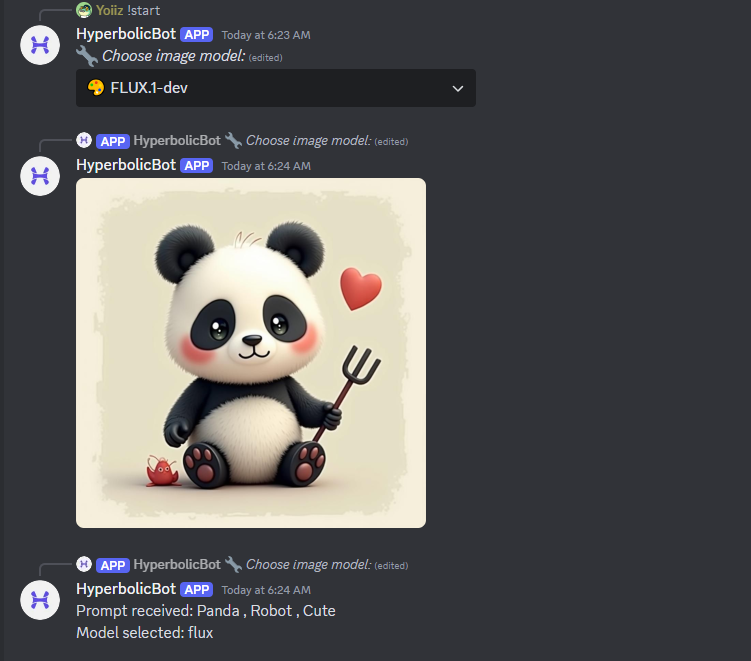 Yoiiz !start
HyperbolicBot APP Today at 6:23 AM
Choose image model: (edited)
FLUX.1-dev
APP HyperbolicBot Choose image model: (edited)
HyperbolicBot APP Today at 6:24 AM
APP HyperbolicBot Choose image model: (edited)
HyperbolicBot APP Today at 6:24 AM
Prompt received: Panda , Robot , Cute
Model selected: flux